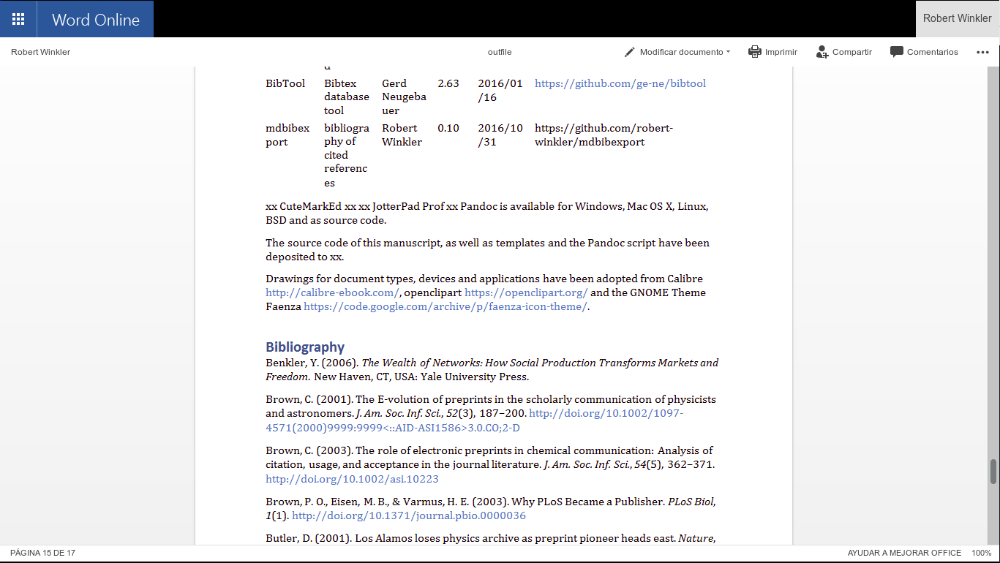 Word Online
Robert Winkler
Robert Winkler
outfile
Modificar documento
Imprimir
Compartir
Comentarios
BibTool Bibtex Gerd 2.63 2016/01 https://github.com/ge-ne/bibtool
database Neugeba /16
tool uer
mdbibex bibliogra Robert 0.10 2016/10 https://github.com/robert-
port phy of Winkler /31 winkler/mdbibexport
cited
referenc
es
xx CuteMarkEd xx xx JotterPad Prof xx Pandoc is available for Windows, Mac OS X, Linux,
BSD and as source code.
The source code of this manuscript, as well as templates and the Pandoc script have been
deposited to xx.
Drawings for document types, devices and applications have been adopted from Calibre
http://calibre-ebook.com/, openclipart https://openclipart.org/ and the GNOME Theme
Faenza https://code.google.com/archive/p/faenza-icon-theme/.
Bibliography
Benkler, Y. (2006). The Wealth of Networks: How Social Production Transforms Markets and
Freedom. New Haven, CT, USA: Yale University Press.
Brown, C. (2001). The E-volution of preprints in the scholarly communication of physicists
and astronomers. J. Am. Soc. Inf. Sci., 52(3), 187–200. http://doi.org/10.1002/1097-
4571(2000)9999:9999<::AID-ASI1586>3.0.CO;2-D
Brown, C. (2003). The role of electronic preprints in chemical communication: Analysis of
citation, usage, and acceptance in the journal literature. J. Am. Soc. Inf. Sci., 54(5), 362–371.
http://doi.org/10.1002/asi.10223
Brown, P. O., Eisen, M. B., & Varmus, H. E. (2003). Why PLoS Became a Publisher. PLoS Biol,
1(1). http://doi.org/10.1371/journal.pbio.0000036
Butler, D. (2001). Los Alamos loses physics archive as preprint pioneer heads east. Nature,
PÁGINA 15 DE 17
AYUDAR A MEJORAR OFFICE
100%